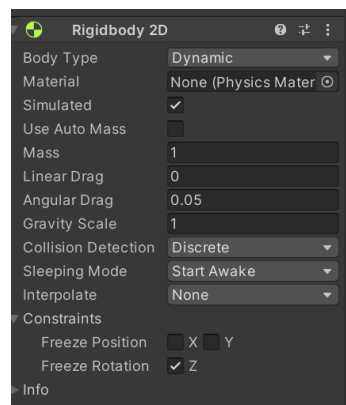 Rigidbody 2D
Body Type Dynamic
Material None (Physics Mater
Simulated
Use Auto Mass
Mass 1
Linear Drag 0
Angular Drag 0.05
Gravity Scale 1
Collision Detection Discrete
Sleeping Mode Start Awake
Interpolate None
Constraints
Freeze Position X Y
Freeze Rotation Z
Info